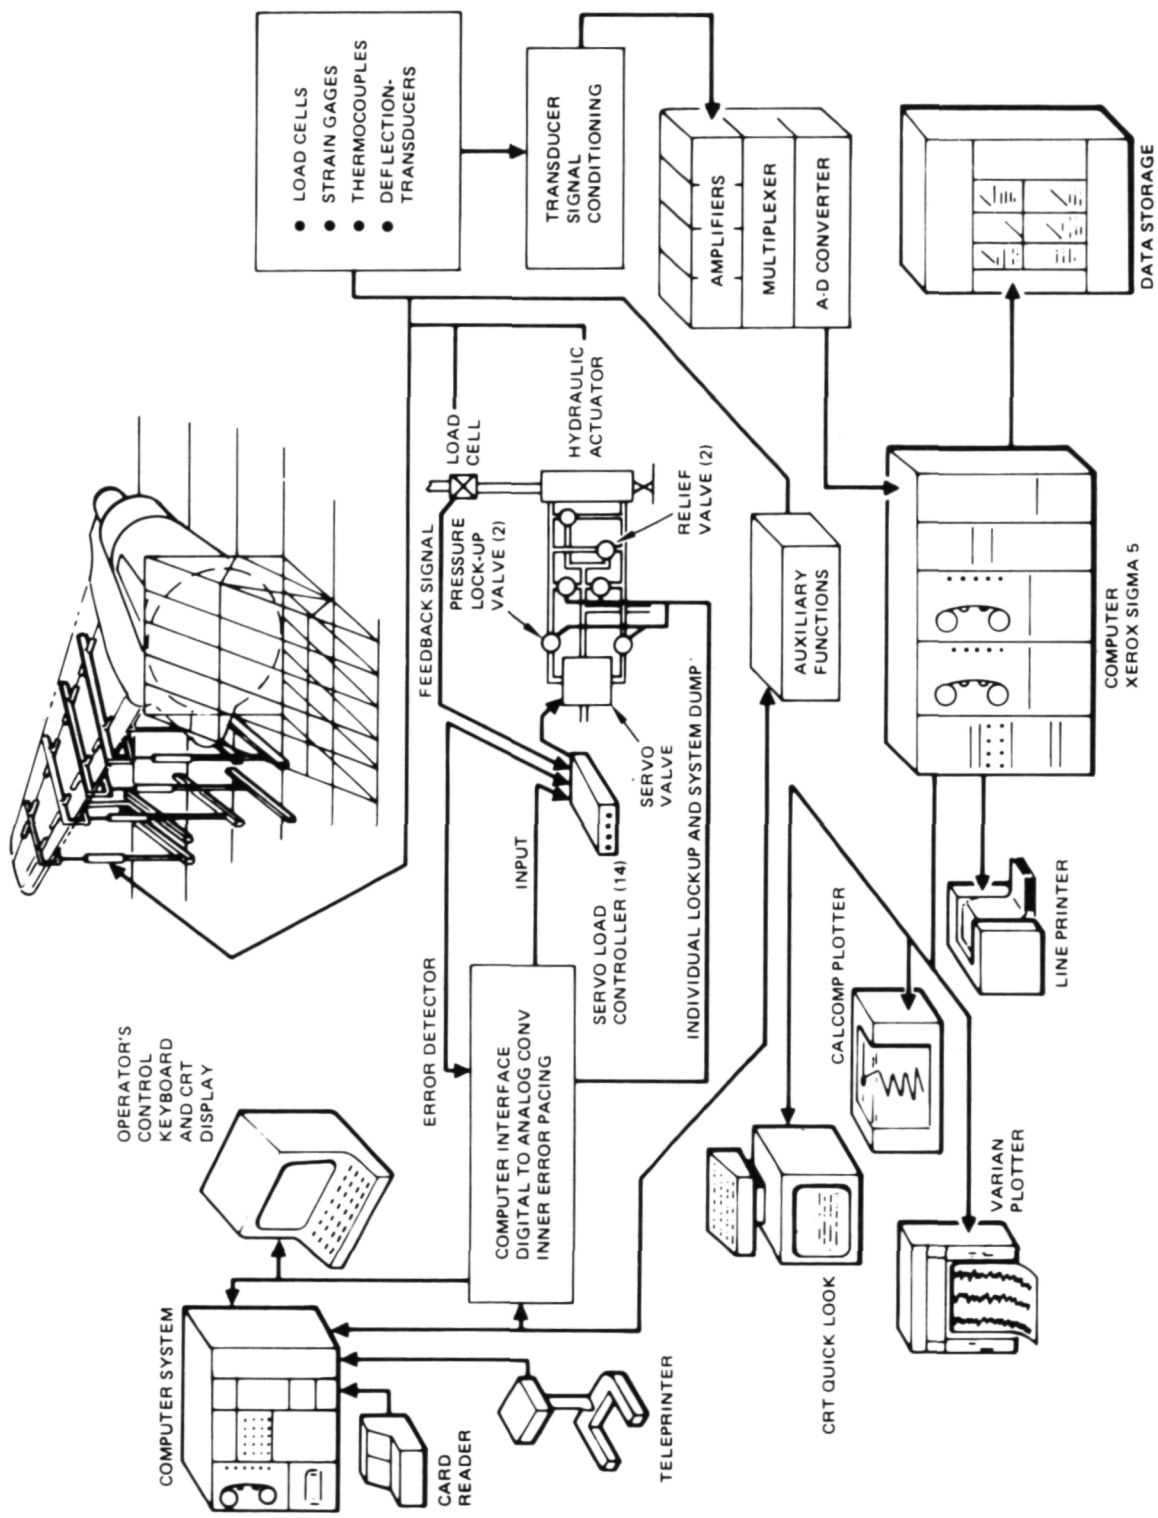 OPERATOR'S
CONTROL
KEYBOARD
AND CRT
DISPLAY
COMPUTER SYSTEM
CARD
READER
TELEPRINTER
ERROR DETECTOR
COMPUTER INTERFACE
DIGITAL TO ANALOG CONV
INNER ERROR PACING
INPUT
SERVO LOAD
CONTROLLER (14)
FEEDBACK SIGNAL
PRESSURE
LOCK-UP
VALVE (2)
LOAD
CELL
HYDRAULIC
ACTUATOR
RELIEF
VALVE (2)
SERVO
VALVE
INDIVIDUAL LOCKUP AND SYSTEM DUMP
● LOAD CELLS
● STRAIN GAGES
● THERMOCOUPLES
● DEFLECTION-
TRANSDUCERS
TRANSDUCER
SIGNAL
CONDITIONING
AMPLIFIERS
MULTIPLEXER
A-D CONVERTER
AUXILIARY
FUNCTIONS
DATA STORAGE
COMPUTER
XEROX SIGMA 5
LINE PRINTER
CALCOMP PLOTTER
VARIAN
PLOTTER
CRT QUICK LOOK